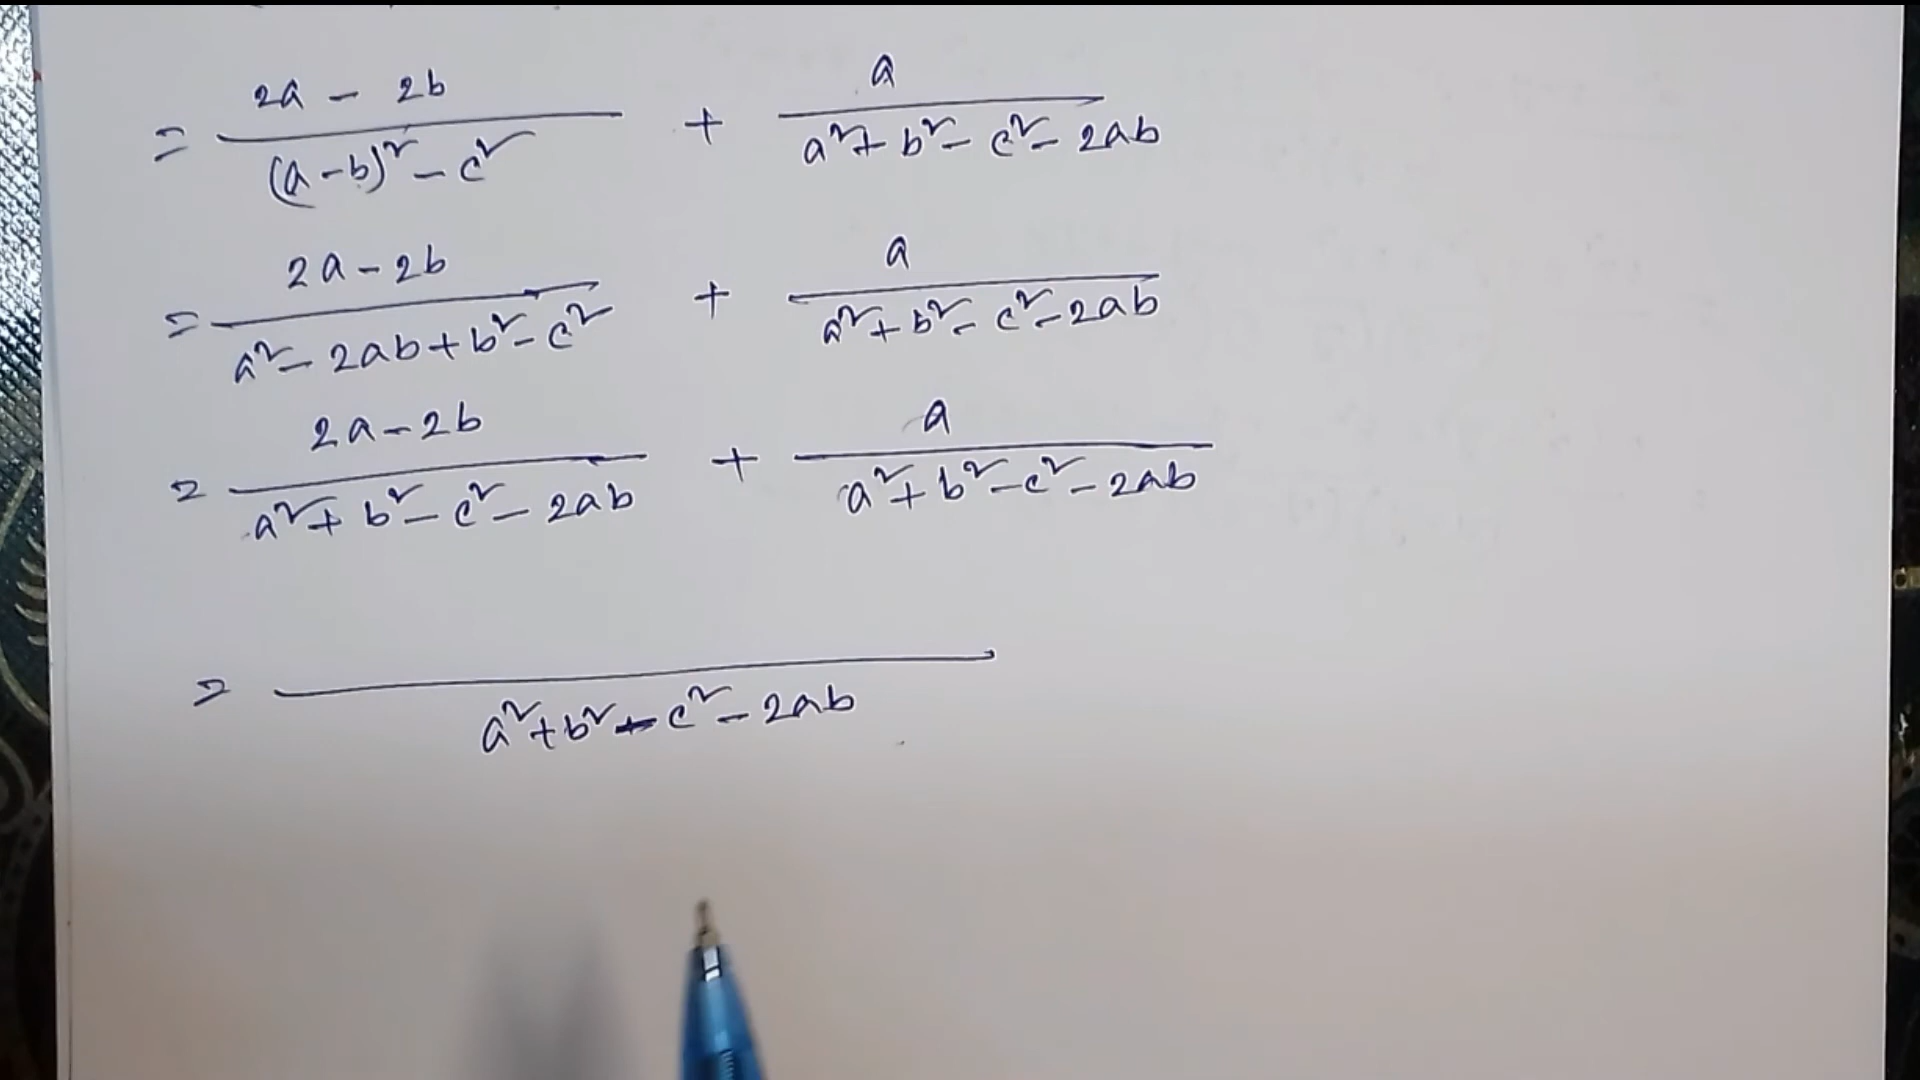 = (2a - 2b)/((a-b)² - c²) + a/(a² + b² - c² - 2ab)
= (2a - 2b)/(a² - 2ab + b² - c²) + a/(a² + b² - c² - 2ab)
= (2a - 2b)/(a² + b² - c² - 2ab) + a/(a² + b² - c² - 2ab)
= /(a² + b² - c² - 2ab)